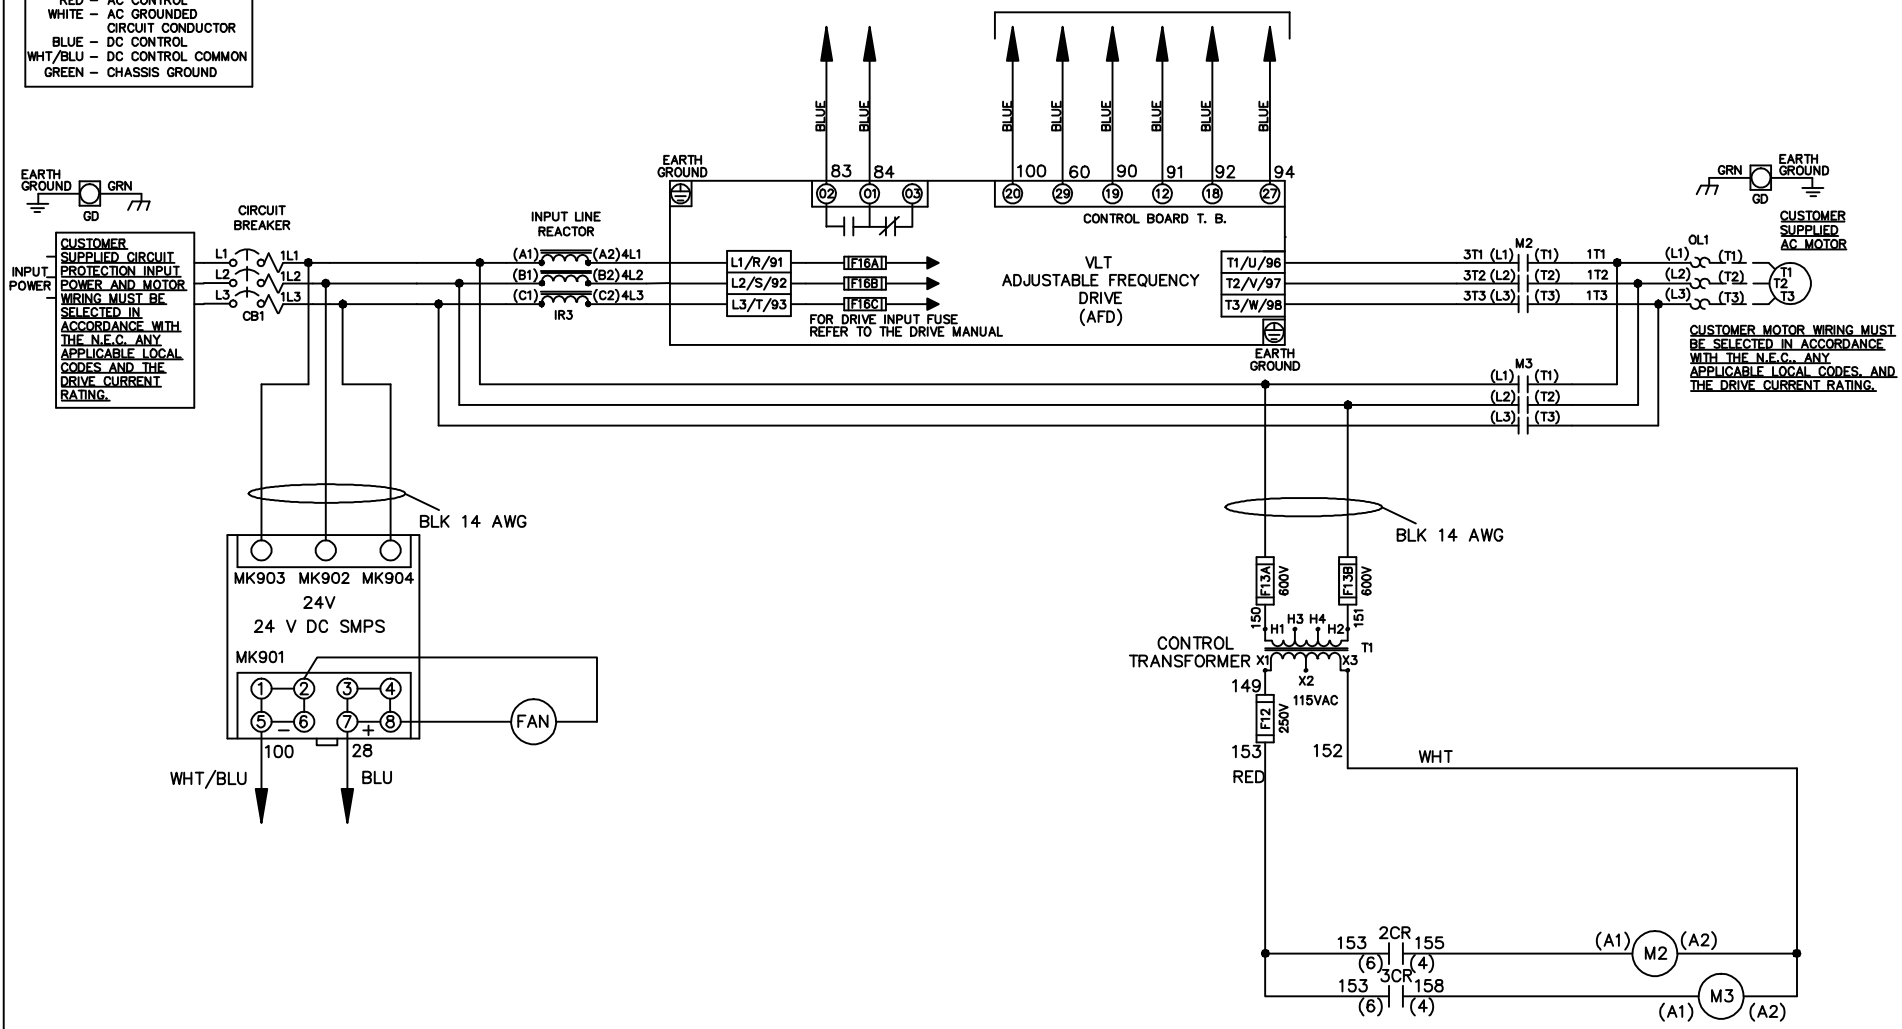 RED – AC CONTROL
WHITE – AC GROUNDED
CIRCUIT CONDUCTOR
BLUE – DC CONTROL
WHT/BLU – DC CONTROL COMMON
GREEN – CHASSIS GROUND
BLUE
BLUE
BLUE
BLUE
BLUE
BLUE
BLUE
BLUE
83
84
100
60
90
91
92
94
02
01
03
20
29
19
12
18
27
CONTROL BOARD T. B.
EARTH
GROUND
GRN
GD
CIRCUIT
BREAKER
INPUT LINE
REACTOR
EARTH
GROUND
GRN
EARTH
GROUND
GD
CUSTOMER
SUPPLIED
AC MOTOR
INPUT
POWER
CUSTOMER
SUPPLIED CIRCUIT
PROTECTION INPUT
POWER AND MOTOR
WIRING MUST BE
SELECTED IN
ACCORDANCE WITH
THE N.E.C. ANY
APPLICABLE LOCAL
CODES AND THE
DRIVE CURRENT
RATING.
L1
1L1
L2
1L2
L3
1L3
CB1
(A1)
(A2)4L1
(B1)
(B2)4L2
(C1)
(C2)4L3
IR3
L1/R/91
L2/S/92
L3/T/93
F16A
F16B
F16C
FOR DRIVE INPUT FUSE
REFER TO THE DRIVE MANUAL
VLT
ADJUSTABLE FREQUENCY
DRIVE
(AFD)
T1/U/96
T2/V/97
T3/W/98
EARTH
GROUND
M2
3T1 (L1)
(T1)
1T1
3T2 (L2)
(T2)
1T2
3T3 (L3)
(T3)
1T3
OL1
(L1)
(T1)
(L2)
(T2)
(L3)
(T3)
T1
T2
T3
CUSTOMER MOTOR WIRING MUST
BE SELECTED IN ACCORDANCE
WITH THE N.E.C., ANY
APPLICABLE LOCAL CODES, AND
THE DRIVE CURRENT RATING.
M3
(L1)
(T1)
(L2)
(T2)
(L3)
(T3)
BLK 14 AWG
BLK 14 AWG
MK903 MK902 MK904
24V
24 V DC SMPS
MK901
1
2
3
4
5
–
6
7
+
8
FAN
100
28
WHT/BLU
BLU
F13A
600V
F13B
600V
150
151
H1
H3
H4
H2
CONTROL
TRANSFORMER
T1
X1
X3
X2
149
115VAC
F12
250V
153
152
RED
WHT
2CR
153
155
(6)
(4)
(A1)
M2
(A2)
3CR
153
158
(6)
(4)
(A1)
M3
(A2)